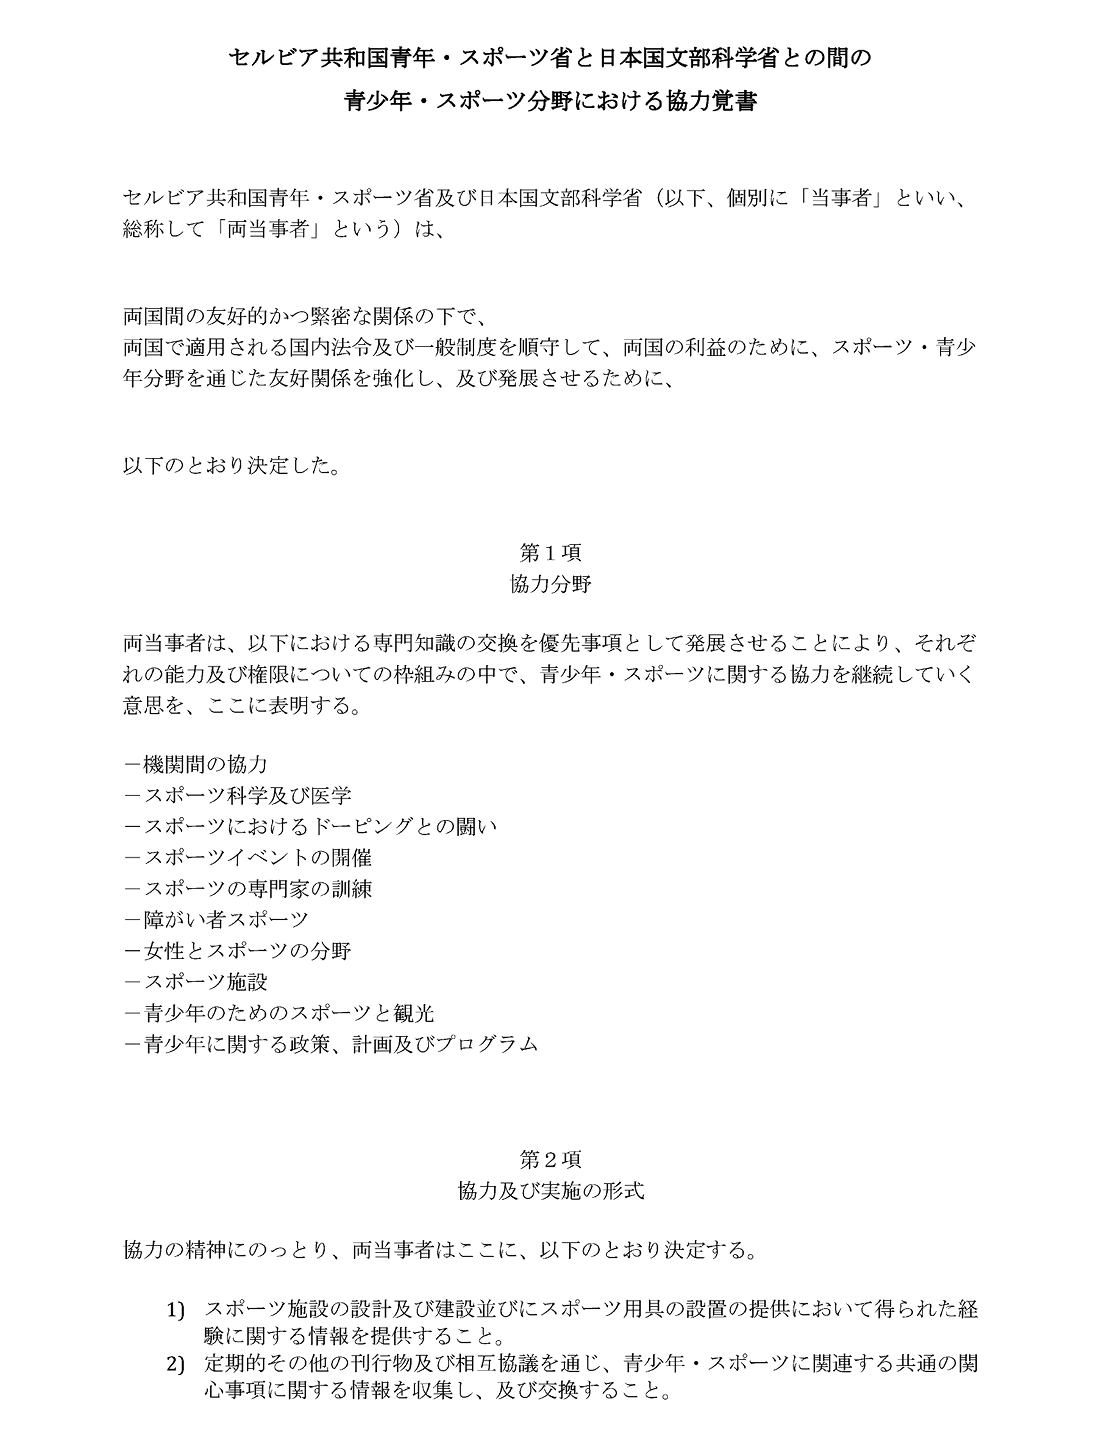 セルビア共和国青年・スポーツ省と日本国文部科学省との間の
青少年・スポーツ分野における協力覚書
セルビア共和国青年・スポーツ省及び日本国文部科学省（以下、個別に「当事者」といい、
総称して「両当事者」という）は、
両国間の友好的かつ緊密な関係の下で、
両国で適用される国内法令及び一般制度を順守して、両国の利益のために、スポーツ・青少
年分野を通じた友好関係を強化し、及び発展させるために、
以下のとおり決定した。
第１項
協力分野
両当事者は、以下における専門知識の交換を優先事項として発展させることにより、それぞ
れの能力及び権限についての枠組みの中で、青少年・スポーツに関する協力を継続していく
意思を、ここに表明する。
－機関間の協力
－スポーツ科学及び医学
－スポーツにおけるドーピングとの闘い
－スポーツイベントの開催
－スポーツの専門家の訓練
－障がい者スポーツ
－女性とスポーツの分野
－スポーツ施設
－青少年のためのスポーツと観光
－青少年に関する政策、計画及びプログラム
第２項
協力及び実施の形式
協力の精神にのっとり、両当事者はここに、以下のとおり決定する。
1) スポーツ施設の設計及び建設並びにスポーツ用具の設置の提供において得られた経
験に関する情報を提供すること。
2) 定期的その他の刊行物及び相互協議を通じ、青少年・スポーツに関連する共通の関
心事項に関する情報を収集し、及び交換すること。